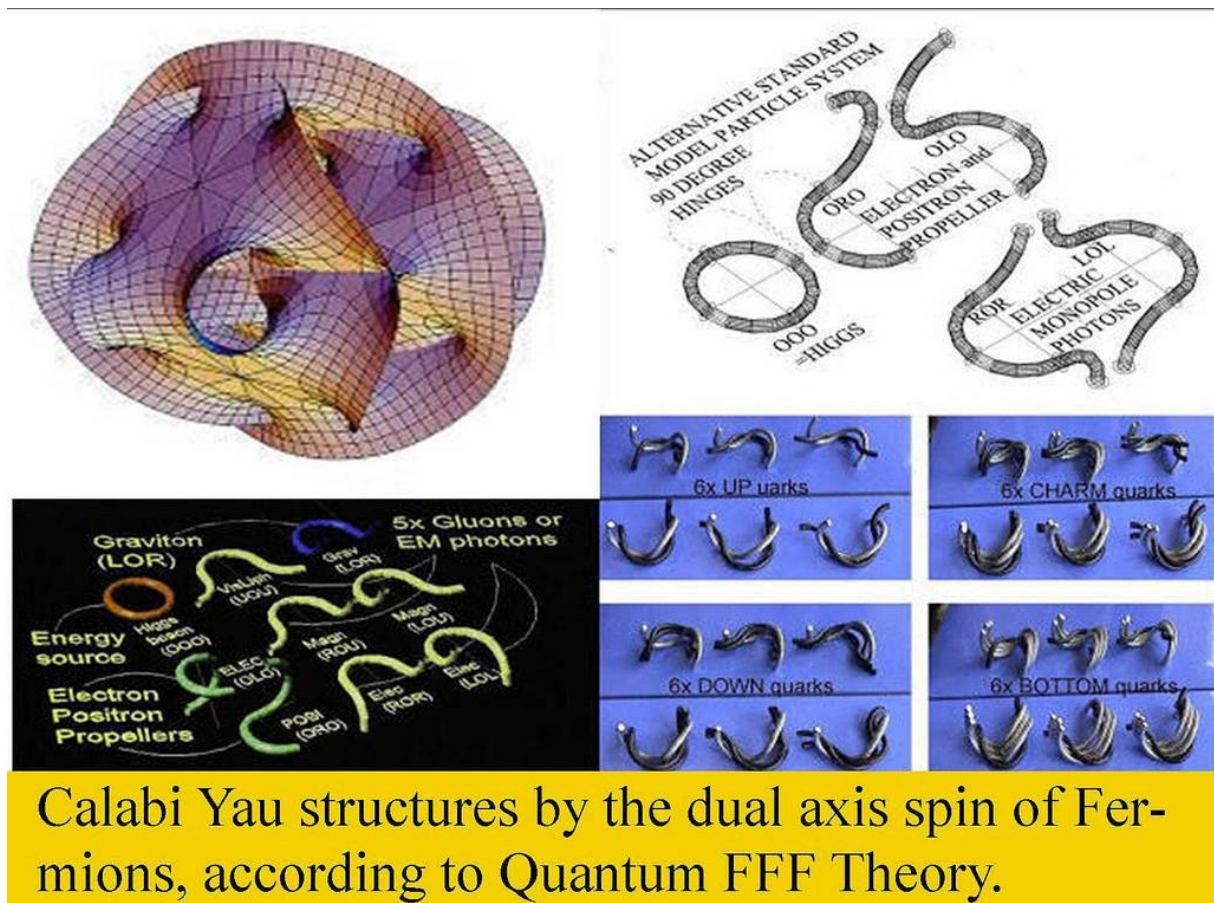 ALTERNATIVE STANDARD
MODEL PARTICLE SYSTEM
90 DEGREE
HINGES
OLO
ORO
ELECTRON and
POSITRON
PROPELLER
OOO
=HIGGS
LOL
ROR
ELECTRIC
MONOPOLE
PHOTONS
Graviton
(LOR)
5x Gluons or
EM photons
Grav
(LOR)
(UOU)
Higgs
(OOO)
Magn
(LOU)
Magn
(ROU)
Energy
source
ELEC
(OLO)
Elec
(LOL)
Elec
(ROR)
Electron
Positron
Propellers
POSI
(ORO)
6x UP uarks
6x CHARM quarks
6x DOWN quarks
6x BOTTOM quarks
Calabi Yau structures by the dual axis spin of Fer-
mions, according to Quantum FFF Theory.